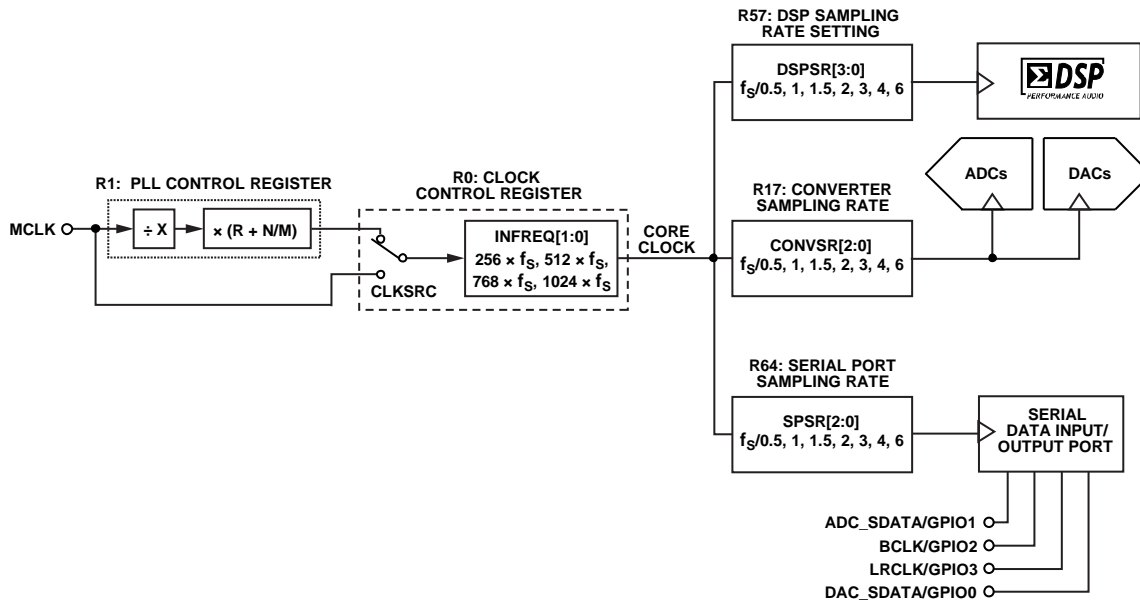 R57: DSP SAMPLING
RATE SETTING
DSPSR[3:0]
fS/0.5, 1, 1.5, 2, 3, 4, 6
ΣDSP
PERFORMANCE AUDIO
R1: PLL CONTROL REGISTER
MCLK
÷ X
× (R + N/M)
R0: CLOCK
CONTROL REGISTER
CLKSRC
INFREQ[1:0]
256 × fS, 512 × fS,
768 × fS, 1024 × fS
CORE
CLOCK
R17: CONVERTER
SAMPLING RATE
CONVSR[2:0]
fS/0.5, 1, 1.5, 2, 3, 4, 6
ADCs
DACs
R64: SERIAL PORT
SAMPLING RATE
SPSR[2:0]
fS/0.5, 1, 1.5, 2, 3, 4, 6
SERIAL
DATA INPUT/
OUTPUT PORT
ADC_SDATA/GPIO1
BCLK/GPIO2
LRCLK/GPIO3
DAC_SDATA/GPIO0